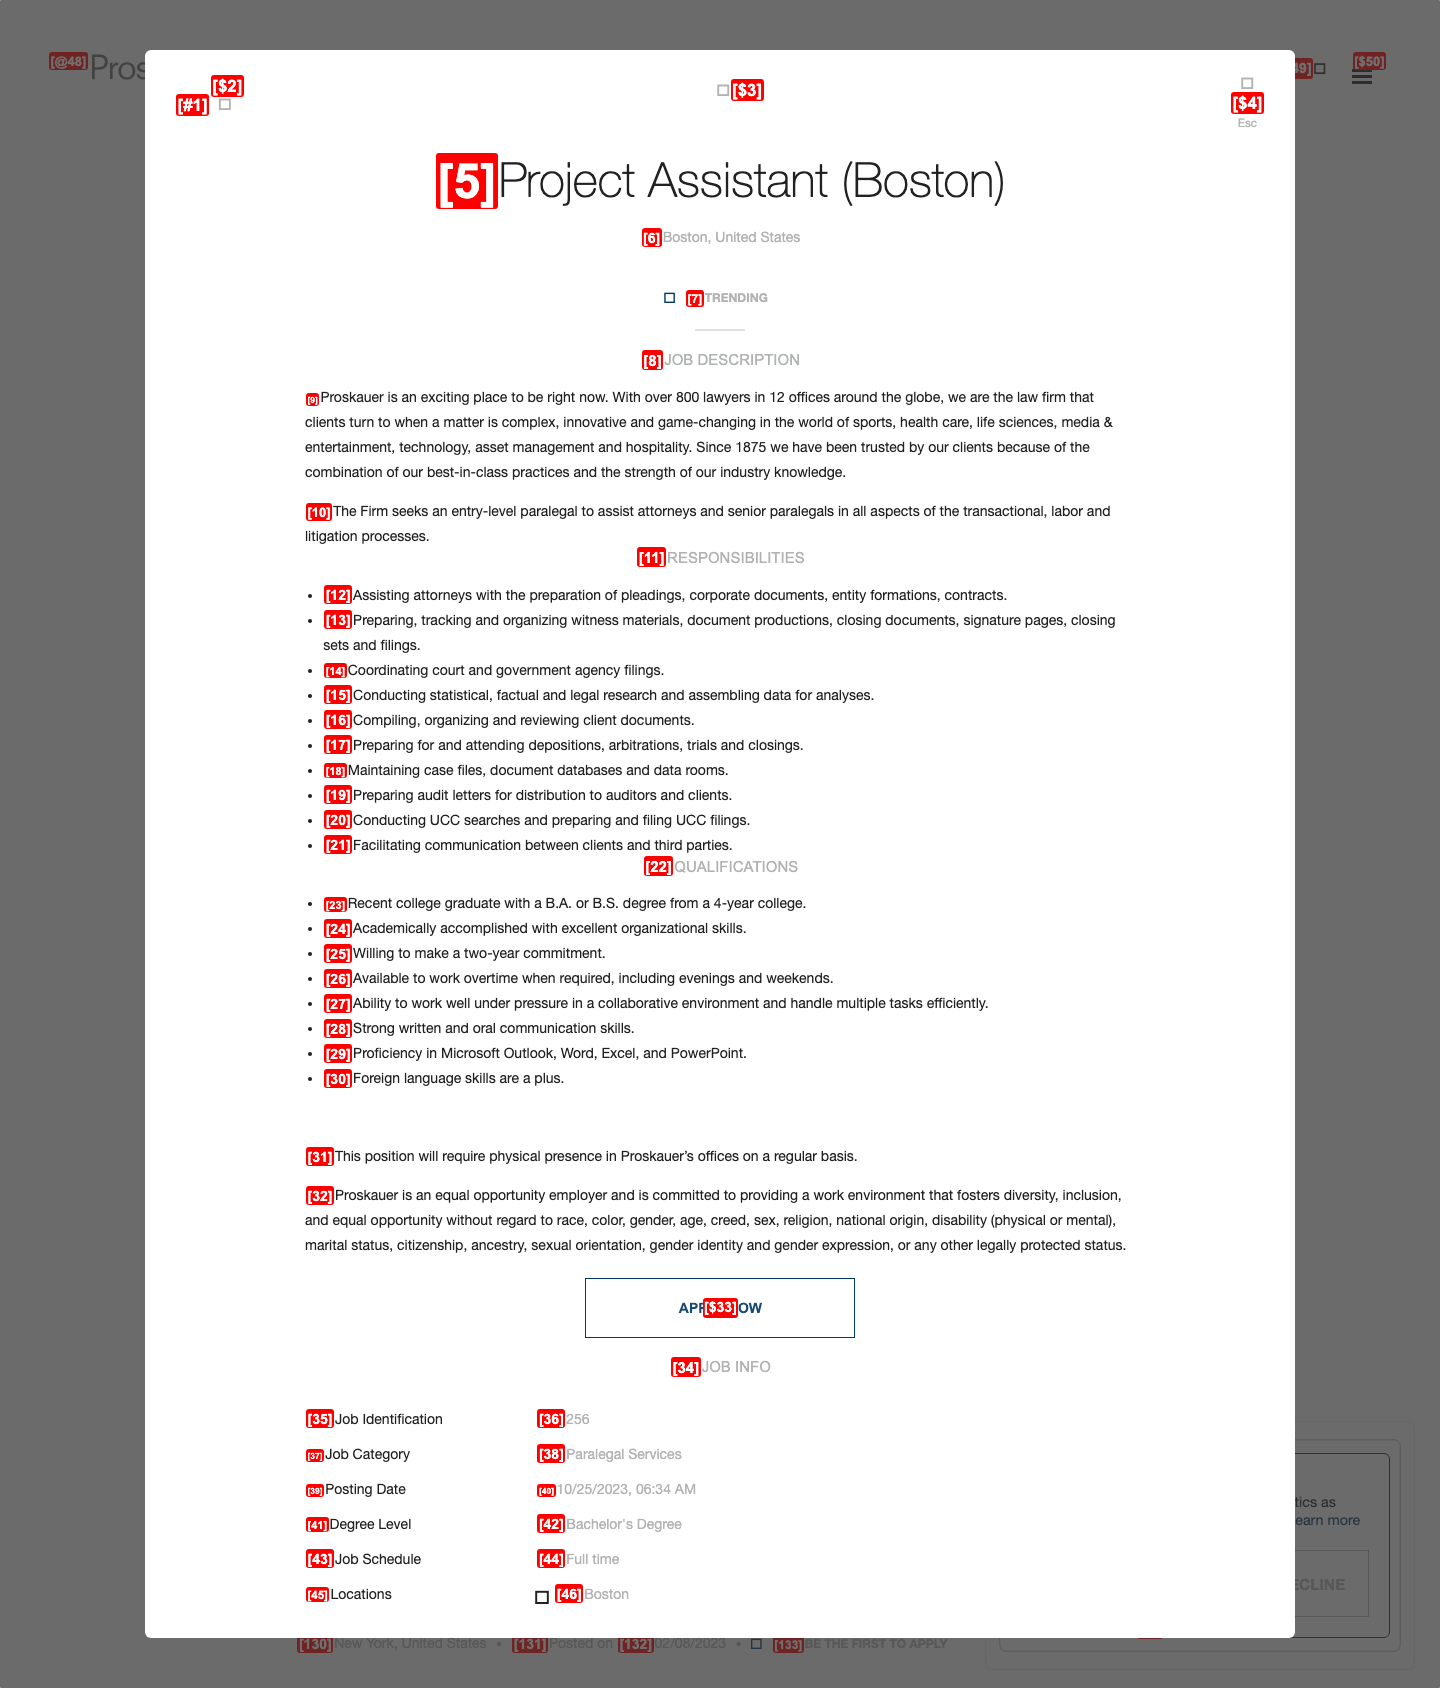 [@48] Pros
49]
[$50]
[#1]
[$2]
[$3]
[$4]
Esc
[5]Project Assistant (Boston)
[6]Boston, United States
[7]TRENDING
[8]JOB DESCRIPTION
[9]Proskauer is an exciting place to be right now. With over 800 lawyers in 12 offices around the globe, we are the law firm that
clients turn to when a matter is complex, innovative and game-changing in the world of sports, health care, life sciences, media &
entertainment, technology, asset management and hospitality. Since 1875 we have been trusted by our clients because of the
combination of our best-in-class practices and the strength of our industry knowledge.
[10]The Firm seeks an entry-level paralegal to assist attorneys and senior paralegals in all aspects of the transactional, labor and
litigation processes.
[11]RESPONSIBILITIES
• [12]Assisting attorneys with the preparation of pleadings, corporate documents, entity formations, contracts.
• [13]Preparing, tracking and organizing witness materials, document productions, closing documents, signature pages, closing
sets and filings.
• [14]Coordinating court and government agency filings.
• [15]Conducting statistical, factual and legal research and assembling data for analyses.
• [16]Compiling, organizing and reviewing client documents.
• [17]Preparing for and attending depositions, arbitrations, trials and closings.
• [18]Maintaining case files, document databases and data rooms.
• [19]Preparing audit letters for distribution to auditors and clients.
• [20]Conducting UCC searches and preparing and filing UCC filings.
• [21]Facilitating communication between clients and third parties.
[22]QUALIFICATIONS
• [23]Recent college graduate with a B.A. or B.S. degree from a 4-year college.
• [24]Academically accomplished with excellent organizational skills.
• [25]Willing to make a two-year commitment.
• [26]Available to work overtime when required, including evenings and weekends.
• [27]Ability to work well under pressure in a collaborative environment and handle multiple tasks efficiently.
• [28]Strong written and oral communication skills.
• [29]Proficiency in Microsoft Outlook, Word, Excel, and PowerPoint.
• [30]Foreign language skills are a plus.
[31]This position will require physical presence in Proskauer's offices on a regular basis.
[32]Proskauer is an equal opportunity employer and is committed to providing a work environment that fosters diversity, inclusion,
and equal opportunity without regard to race, color, gender, age, creed, sex, religion, national origin, disability (physical or mental),
marital status, citizenship, ancestry, sexual orientation, gender identity and gender expression, or any other legally protected status.
AP[$33]OW
[34]JOB INFO
[35]Job Identification [36]256
[37]Job Category [38]Paralegal Services
[39]Posting Date [40]10/25/2023, 06:34 AM
[41]Degree Level [42]Bachelor's Degree
[43]Job Schedule [44]Full time
[45]Locations [46]Boston
tics as
earn more
ECLINE
[130]New York, United States • [131]Posted on [132]02/08/2023 • [133]BE THE FIRST TO APPLY